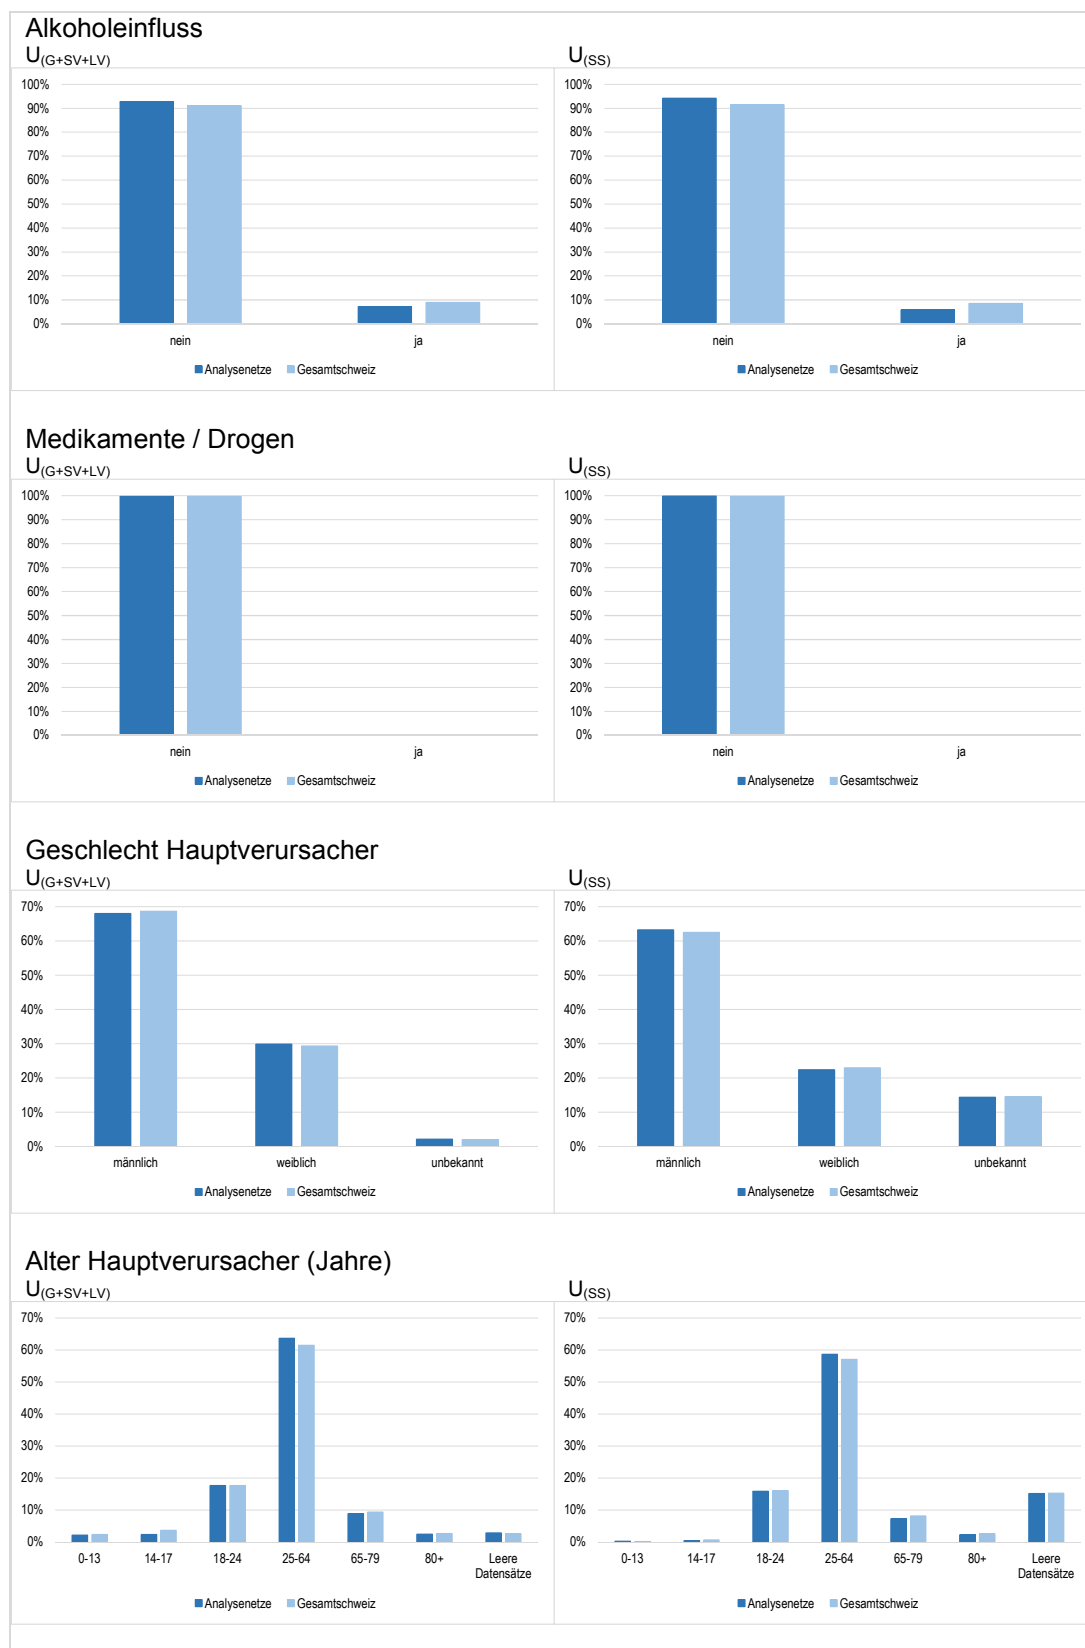 Alkoholeinfluss
U(G+SV+LV)
U(SS)
100%
90%
80%
70%
60%
50%
40%
30%
20%
10%
0%
nein
ja
Analysenetze
Gesamtschweiz
100%
90%
80%
70%
60%
50%
40%
30%
20%
10%
0%
nein
ja
Analysenetze
Gesamtschweiz
Medikamente / Drogen
U(G+SV+LV)
U(SS)
100%
90%
80%
70%
60%
50%
40%
30%
20%
10%
0%
nein
ja
Analysenetze
Gesamtschweiz
100%
90%
80%
70%
60%
50%
40%
30%
20%
10%
0%
nein
ja
Analysenetze
Gesamtschweiz
Geschlecht Hauptverursacher
U(G+SV+LV)
U(SS)
70%
60%
50%
40%
30%
20%
10%
0%
männlich
weiblich
unbekannt
Analysenetze
Gesamtschweiz
70%
60%
50%
40%
30%
20%
10%
0%
männlich
weiblich
unbekannt
Analysenetze
Gesamtschweiz
Alter Hauptverursacher (Jahre)
U(G+SV+LV)
U(SS)
70%
60%
50%
40%
30%
20%
10%
0%
0-13
14-17
18-24
25-64
65-79
80+
Leere
Datensätze
Analysenetze
Gesamtschweiz
70%
60%
50%
40%
30%
20%
10%
0%
0-13
14-17
18-24
25-64
65-79
80+
Leere
Datensätze
Analysenetze
Gesamtschweiz